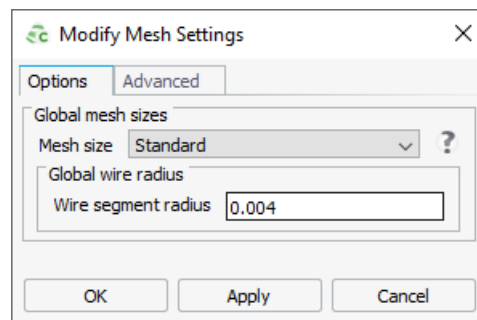 Modify Mesh Settings
Options Advanced
Global mesh sizes
Mesh size Standard ?
Global wire radius
Wire segment radius 0.004
OK Apply Cancel